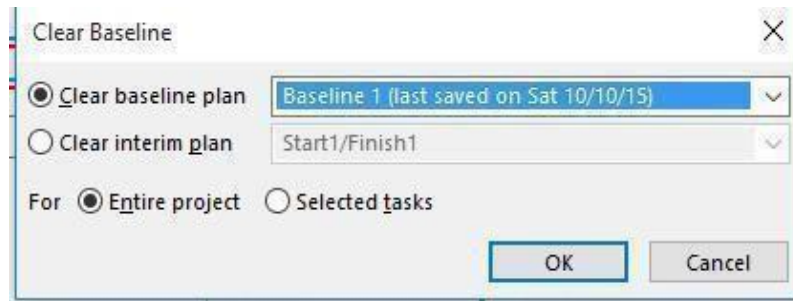 Clear Baseline
Clear baseline plan Baseline 1 (last saved on Sat 10/10/15)
Clear interim plan Start1/Finish1
For Entire project Selected tasks
OK Cancel